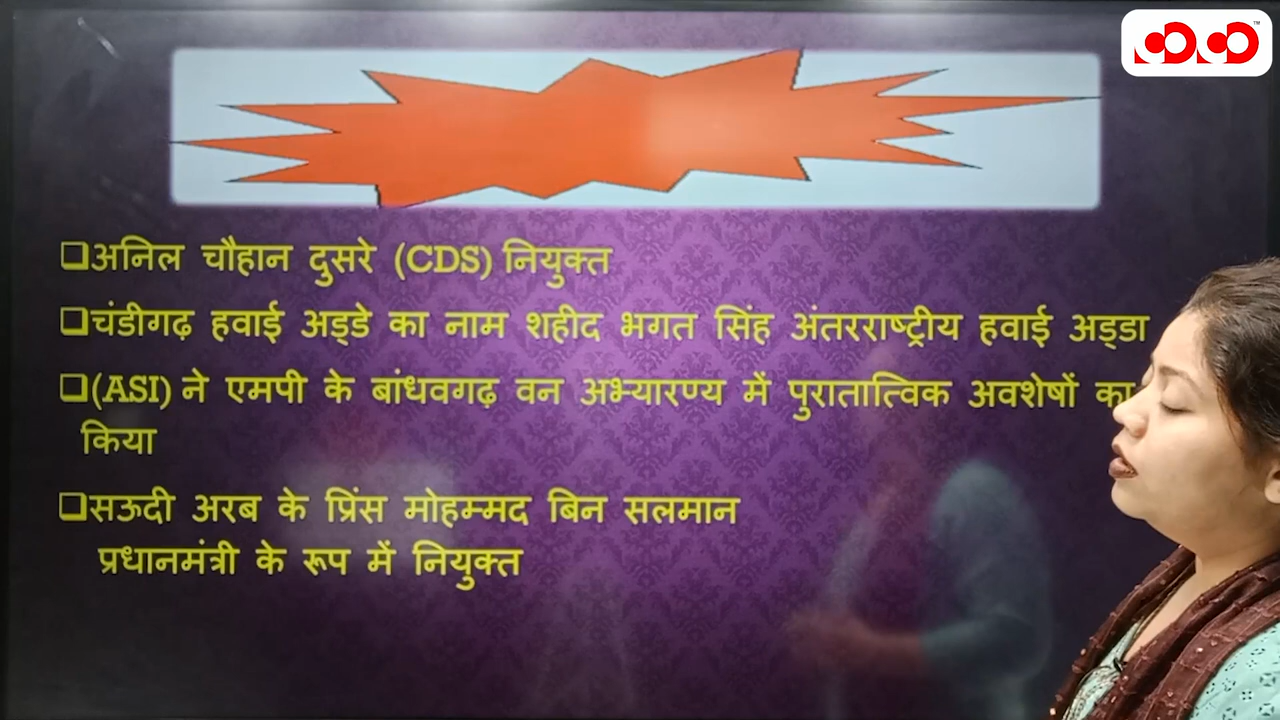 ❑अनिल चौहान दुसरे (CDS) नियुक्त
❑चंडीगढ़ हवाई अड्डे का नाम शहीद भगत सिंह अंतरराष्ट्रीय हवाई अड्डा
❑(ASI) ने एमपी के बांधवगढ़ वन अभ्यारण्य में पुरातात्विक अवशेषों का
किया
❑सऊदी अरब के प्रिंस मोहम्मद बिन सलमान
प्रधानमंत्री के रूप में नियुक्त